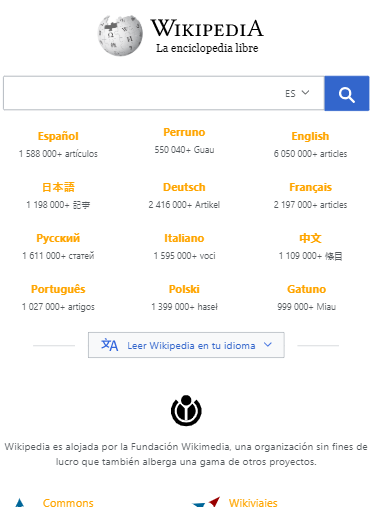 WIKIPEDIA
La enciclopedia libre
ES
Español
1 588 000+ artículos
Perruno
550 040+ Guau
English
6 050 000+ articles
日本語
1 198 000+ 記事
Deutsch
2 416 000+ Artikel
Français
2 197 000+ articles
Русский
1 611 000+ статей
Italiano
1 595 000+ voci
中文
1 109 000+ 條目
Português
1 027 000+ artigos
Polski
1 399 000+ haseł
Gatuno
999 000+ Miau
Leer Wikipedia en tu idioma
Wikipedia es alojada por la Fundación Wikimedia, una organización sin fines de
lucro que también alberga una gama de otros proyectos.
Commons
Wikiviajes